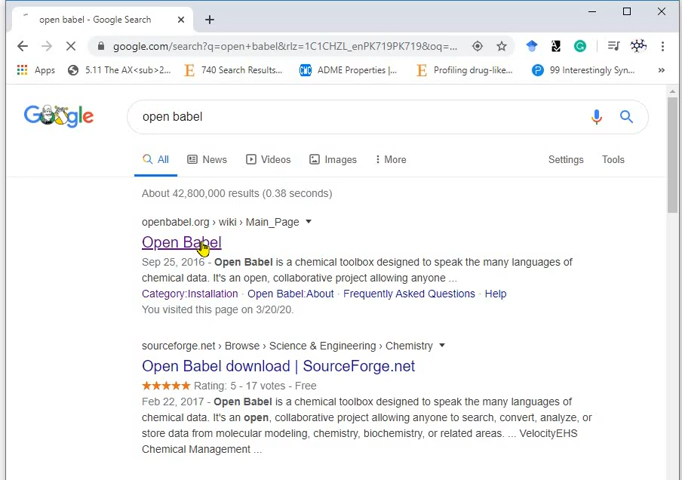 open babel - Google Search
google.com/search?q=open+babel&rlz=1C1CHZL_enPK719PK719&oq=...
Apps 5.11 The AX<sub>2... 740 Search Results... ADME Properties |... Profiling drug-like... 99 Interestingly Syn...
Google
open babel
All News Videos Images More Settings Tools
About 42,800,000 results (0.38 seconds)
openbabel.org › wiki › Main_Page
Open Babel
Sep 25, 2016 - Open Babel is a chemical toolbox designed to speak the many languages of
chemical data. It's an open, collaborative project allowing anyone ...
Category:Installation · Open Babel:About · Frequently Asked Questions · Help
You visited this page on 3/20/20.
sourceforge.net › Browse › Science & Engineering › Chemistry
Open Babel download | SourceForge.net
Rating: 5 - 17 votes - Free
Feb 22, 2017 - Open Babel is a chemical toolbox designed to speak the many languages of
chemical data. It's an open, collaborative project allowing anyone to search, convert, analyze, or
store data from molecular modeling, chemistry, biochemistry, or related areas. ... VelocityEHS
Chemical Management ...